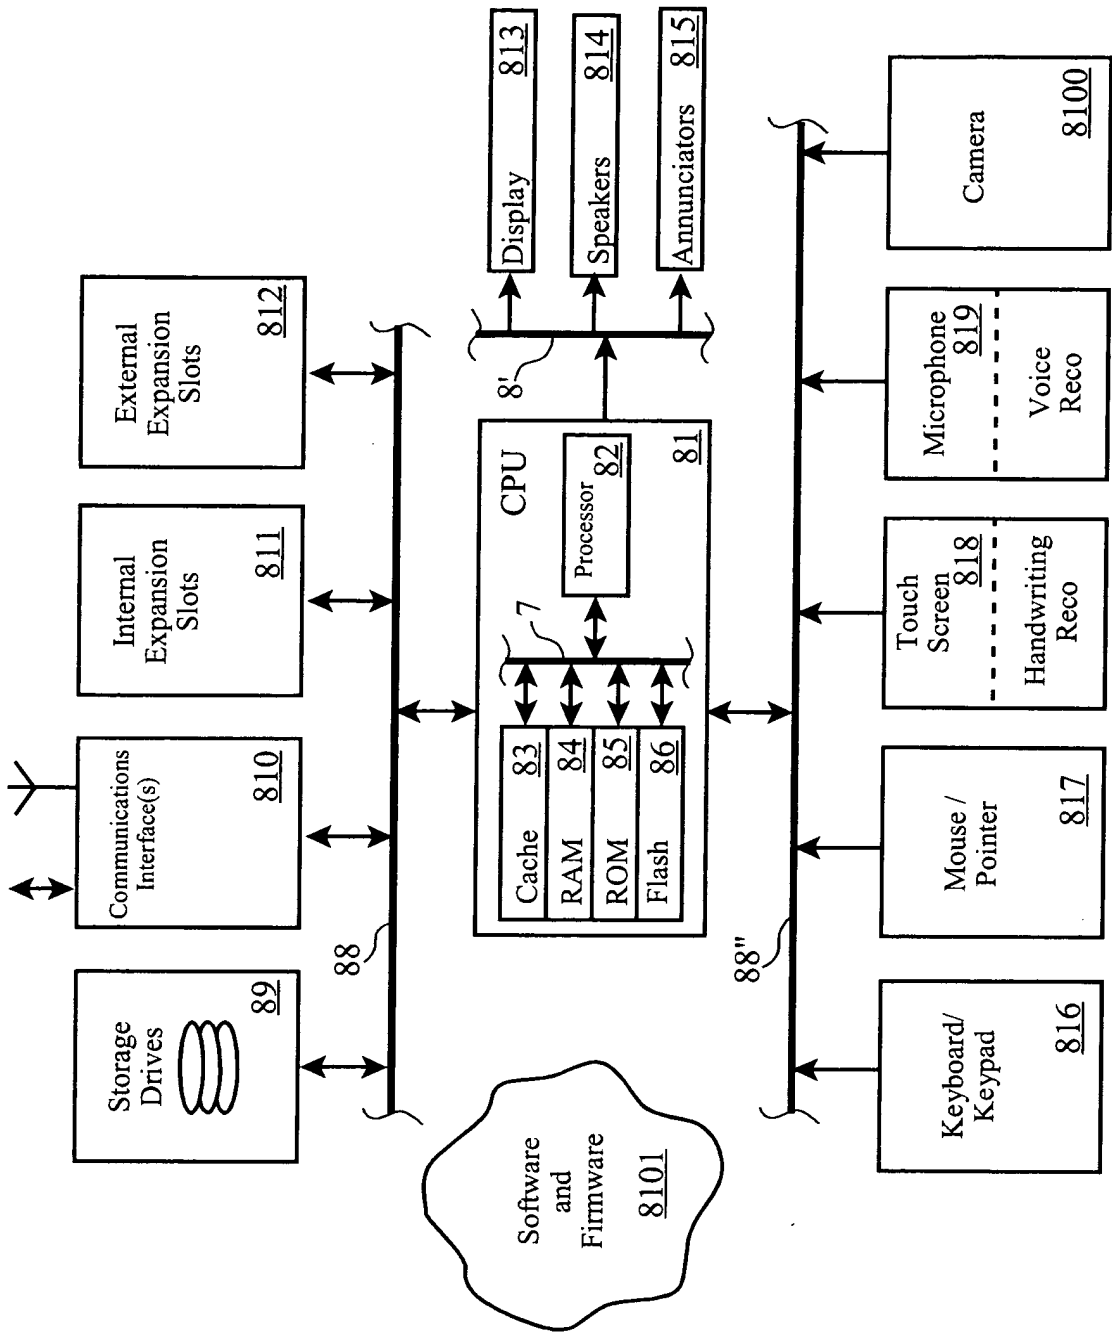 Storage
Drives
89
Communications
Interface(s)
810
Internal
Expansion
Slots
811
External
Expansion
Slots
812
88
Software
and
Firmware
8101
CPU
81
Cache 83
RAM 84
ROM 85
Flash 86
7
Processor
82
8'
Display 813
Speakers 814
Annunciators 815
88"
Keyboard/
Keypad
816
Mouse /
Pointer
817
Touch
Screen
818
Handwriting
Reco
Microphone
819
Voice
Reco
Camera
8100